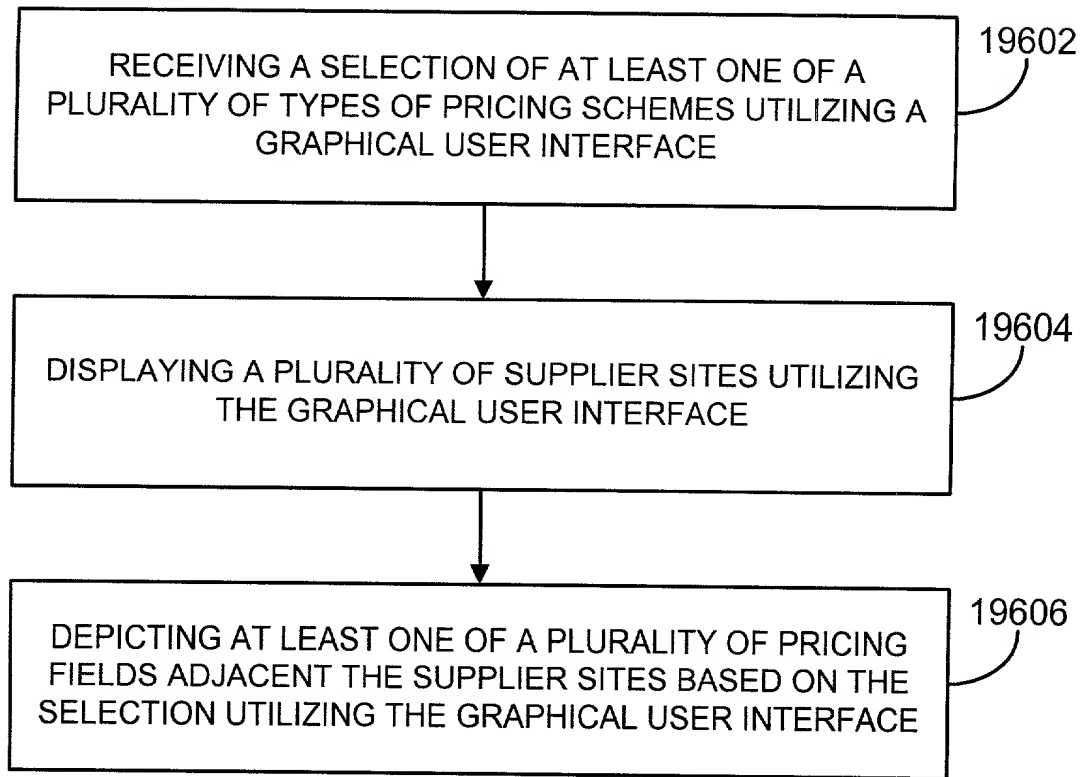 19602
RECEIVING A SELECTION OF AT LEAST ONE OF A
PLURALITY OF TYPES OF PRICING SCHEMES UTILIZING A
GRAPHICAL USER INTERFACE
19604
DISPLAYING A PLURALITY OF SUPPLIER SITES UTILIZING
THE GRAPHICAL USER INTERFACE
19606
DEPICTING AT LEAST ONE OF A PLURALITY OF PRICING
FIELDS ADJACENT THE SUPPLIER SITES BASED ON THE
SELECTION UTILIZING THE GRAPHICAL USER INTERFACE